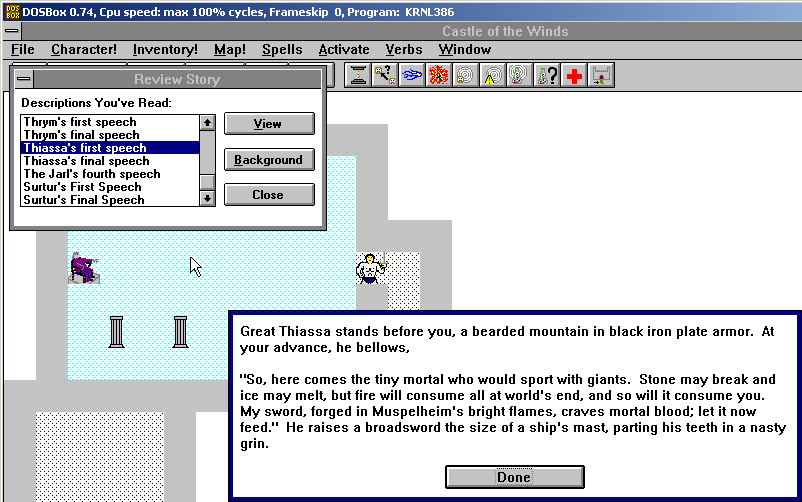 DOSBox 0.74, Cpu speed: max 100% cycles, Frameskip 0, Program: KRNL386
Castle of the Winds
File Character! Inventory! Map! Spells Activate Verbs Window
Review Story
Descriptions You've Read:
Thrym's first speech
Thrym's final speech
Thiassa's first speech
Thiassa's final speech
The Jarl's fourth speech
Surtur's First Speech
Surtur's Final Speech
View
Background
Close
Great Thiassa stands before you, a bearded mountain in black iron plate armor. At
your advance, he bellows,
"So, here comes the tiny mortal who would sport with giants. Stone may break and
ice may melt, but fire will consume all at world's end, and so will it consume you.
My sword, forged in Muspelheim's bright flames, craves mortal blood; let it now
feed." He raises a broadsword the size of a ship's mast, parting his teeth in a nasty
grin.
Done